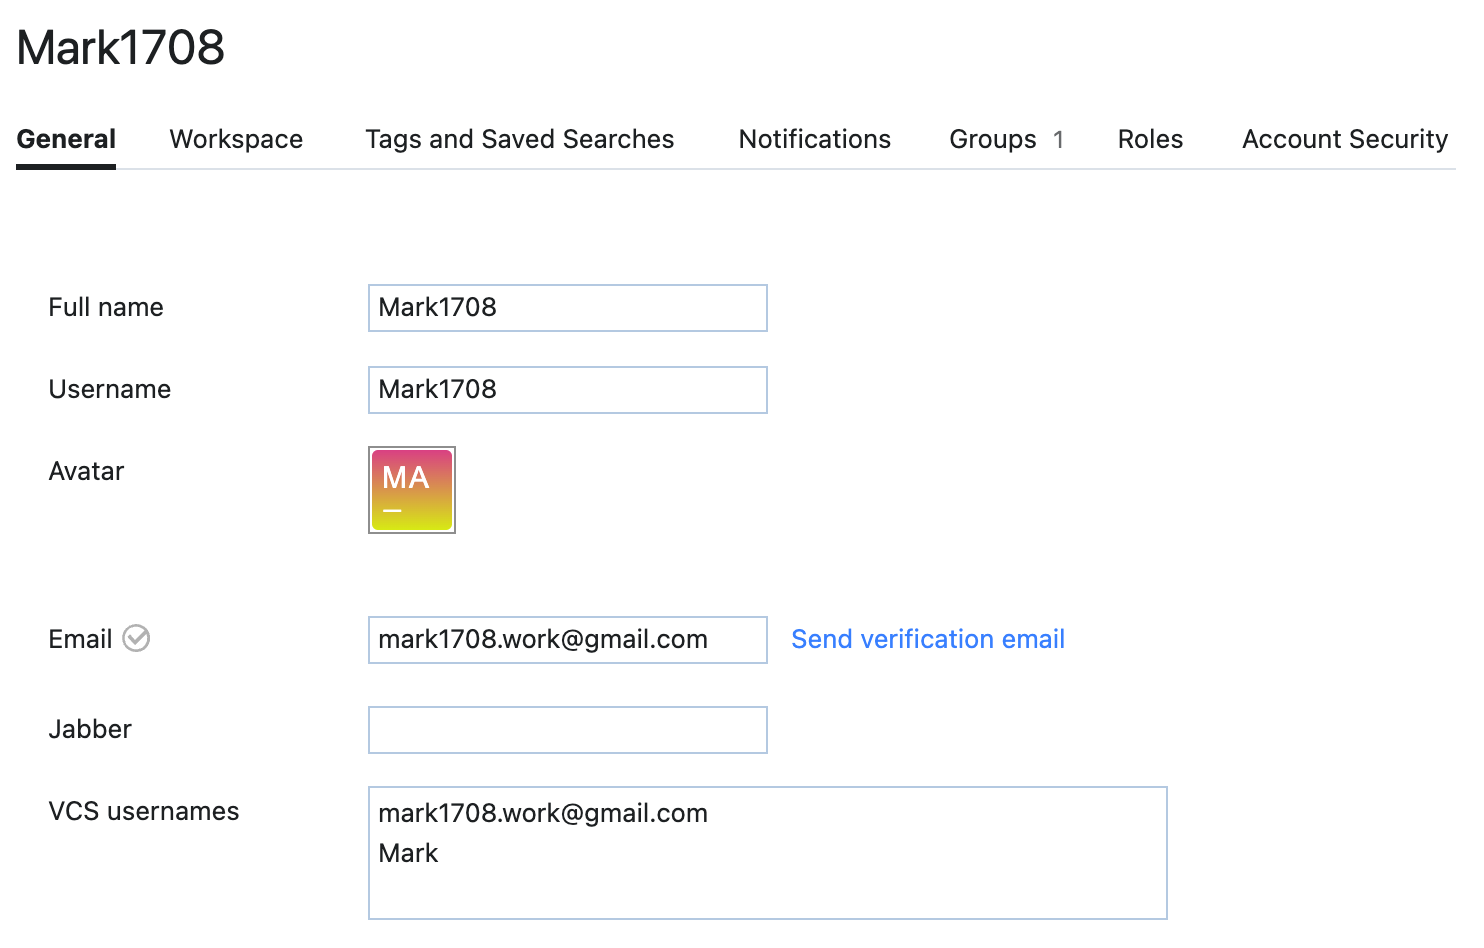 Mark1708
General Workspace Tags and Saved Searches Notifications Groups 1 Roles Account Security
Full name Mark1708
Username Mark1708
Avatar MA
Email mark1708.work@gmail.com Send verification email
Jabber
VCS usernames mark1708.work@gmail.com
Mark